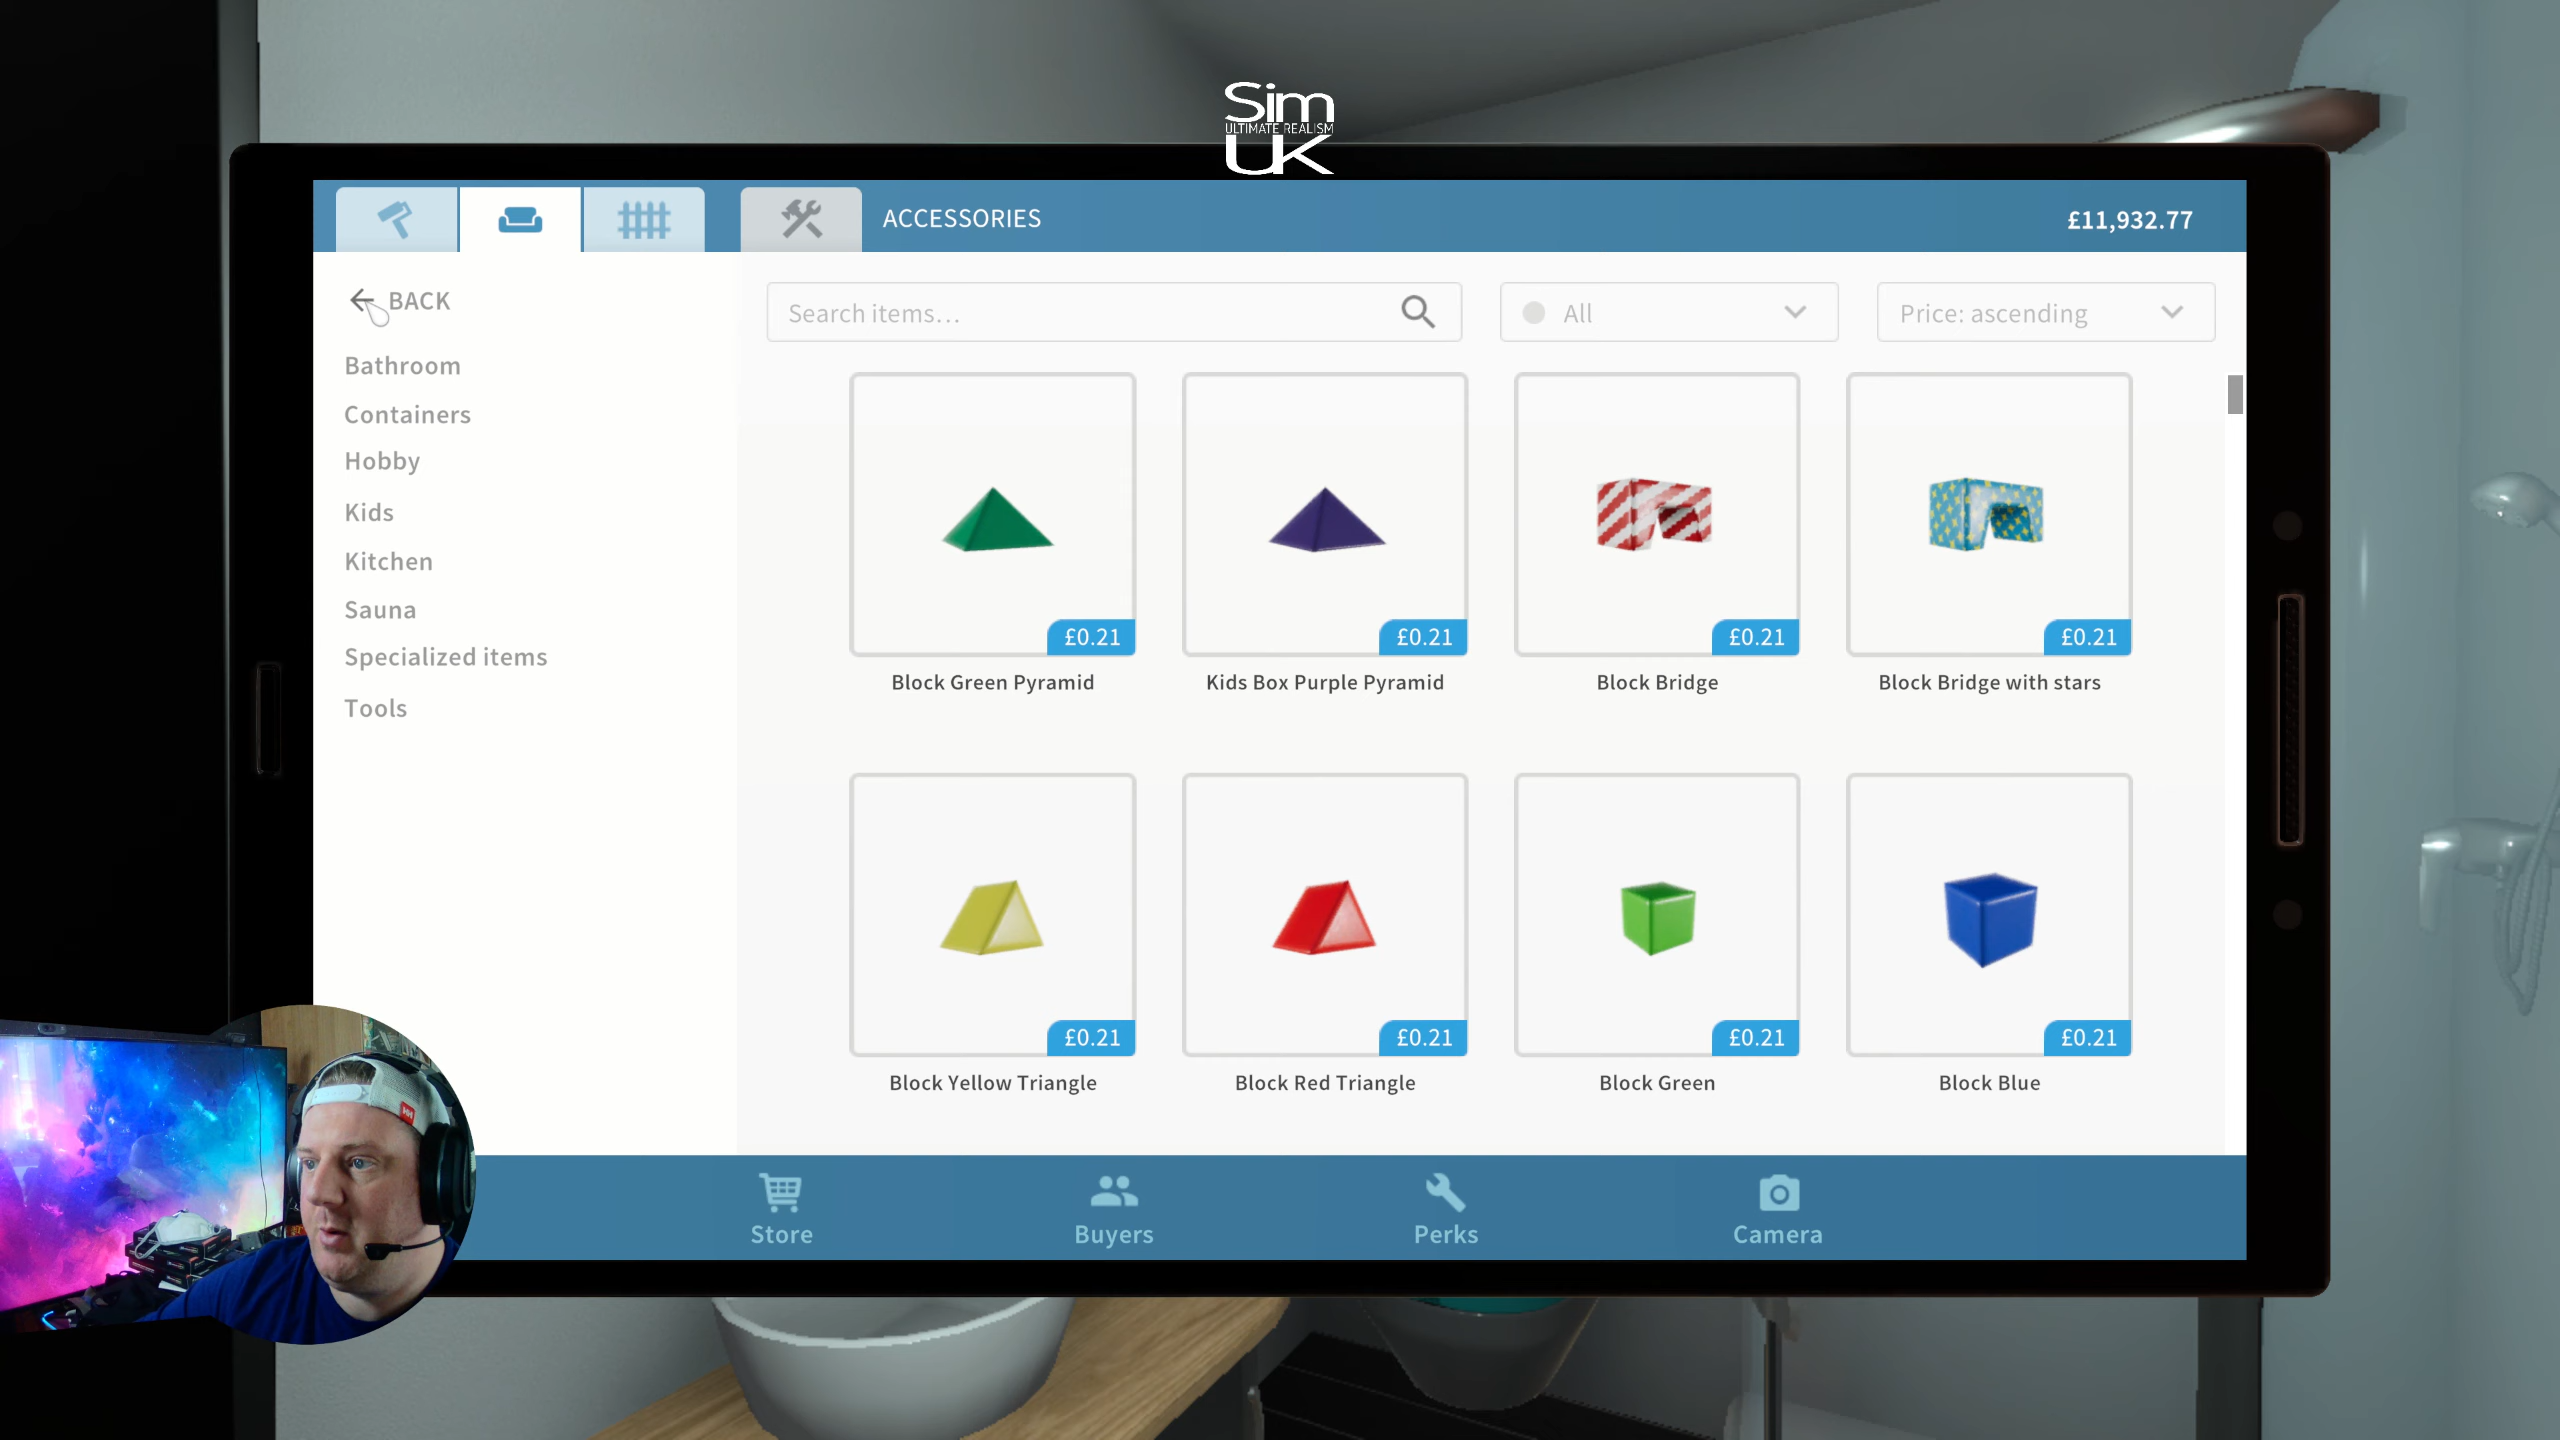 Sim
ULTIMATE REALISM
UK
ACCESSORIES
£11,932.77
BACK
Search items...
All
Price: ascending
Bathroom
Containers
Hobby
Kids
Kitchen
Sauna
Specialized items
Tools
£0.21
£0.21
£0.21
£0.21
Block Green Pyramid
Kids Box Purple Pyramid
Block Bridge
Block Bridge with stars
£0.21
£0.21
£0.21
£0.21
Block Yellow Triangle
Block Red Triangle
Block Green
Block Blue
HH
Store
Buyers
Perks
Camera